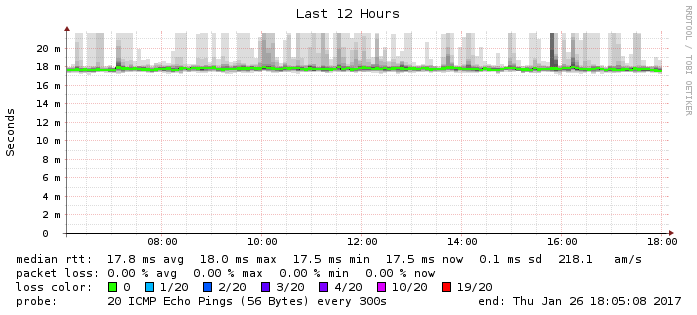 Last 12 Hours
RRDTOOL / TOBI OETIKER
Seconds
20 m
18 m
16 m
14 m
12 m
10 m
8 m
6 m
4 m
2 m
0
08:00 10:00 12:00 14:00 16:00 18:00
median rtt: 17.8 ms avg 18.0 ms max 17.5 ms min 17.5 ms now 0.1 ms sd 218.1 am/s
packet loss: 0.00 % avg 0.00 % max 0.00 % min 0.00 % now
loss color: 0 1/20 2/20 3/20 4/20 10/20 19/20
probe: 20 ICMP Echo Pings (56 Bytes) every 300s end: Thu Jan 26 18:05:08 2017